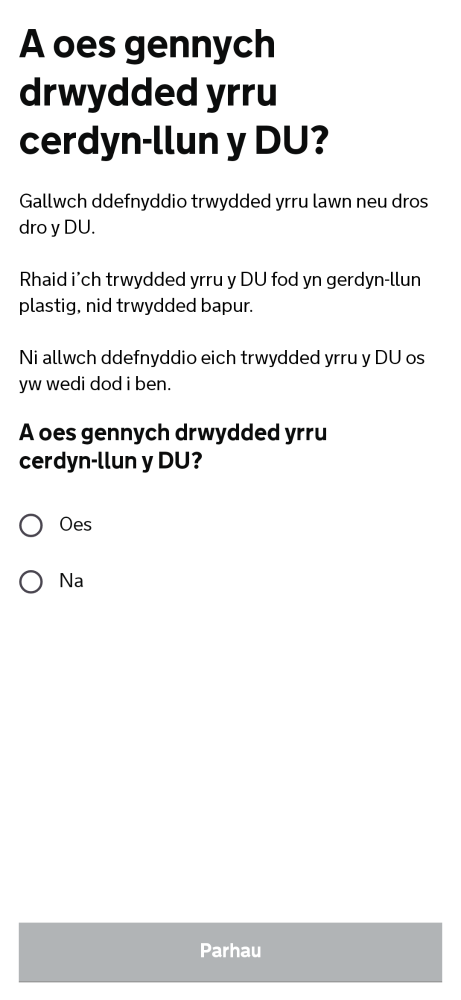 A oes gennych
drwydded yrru
cerdyn-llun y DU?
Gallwch ddefnyddio trwydded yrru lawn neu dros
dro y DU.
Rhaid i’ch trwydded yrru y DU fod yn gerdyn-llun
plastig, nid trwydded bapur.
Ni allwch ddefnyddio eich trwydded yrru y DU os
yw wedi dod i ben.
A oes gennych drwydded yrru
cerdyn-llun y DU?
Oes
Na
Parhau